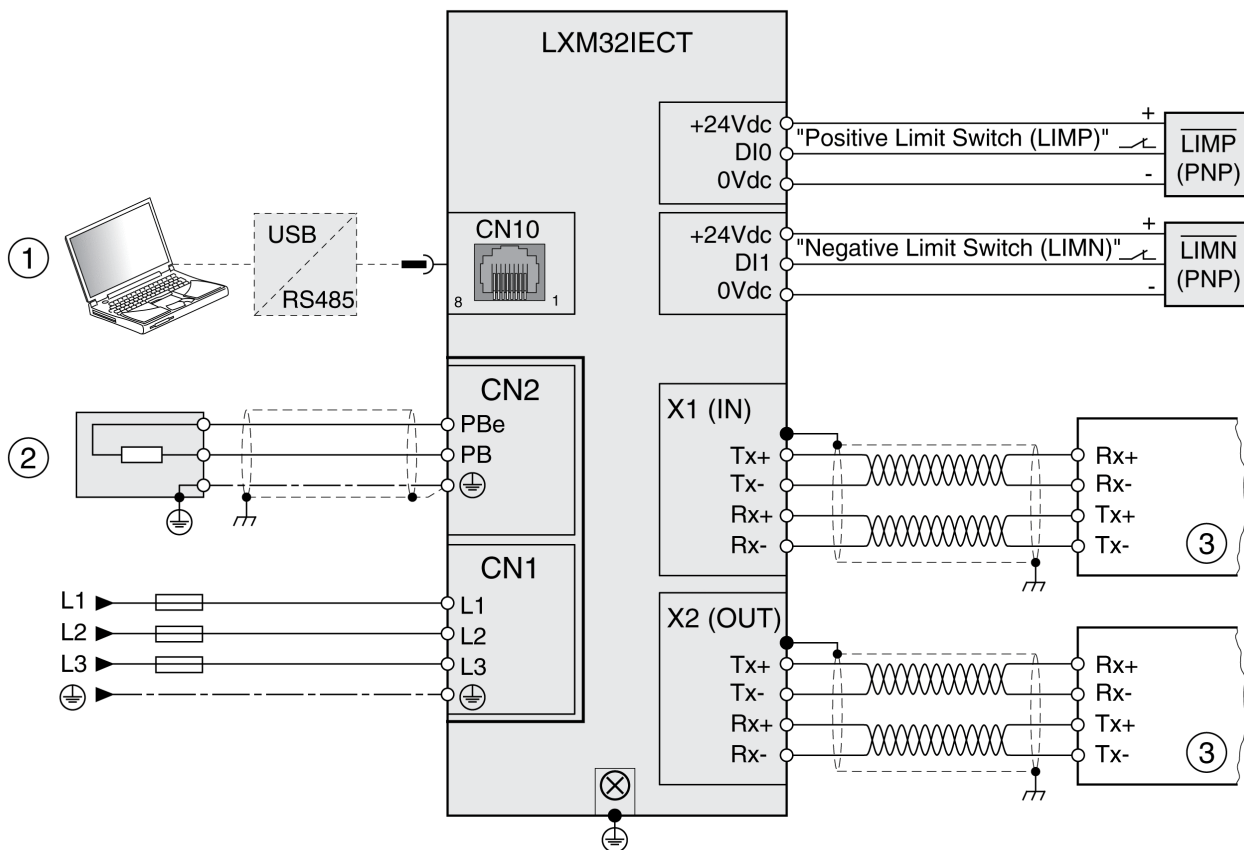 LXM32IECT
+24Vdc
DI0
0Vdc
"Positive Limit Switch (LIMP)"
+
-
LIMP
(PNP)
+24Vdc
DI1
0Vdc
"Negative Limit Switch (LIMN)"
+
-
LIMN
(PNP)
1
USB
RS485
CN10
8
1
2
CN2
PBe
PB
CN1
L1
L2
L3
L1
L2
L3
X1 (IN)
Tx+
Tx-
Rx+
Rx-
Rx+
Rx-
Tx+
Tx-
3
X2 (OUT)
Tx+
Tx-
Rx+
Rx-
Rx+
Rx-
Tx+
Tx-
3